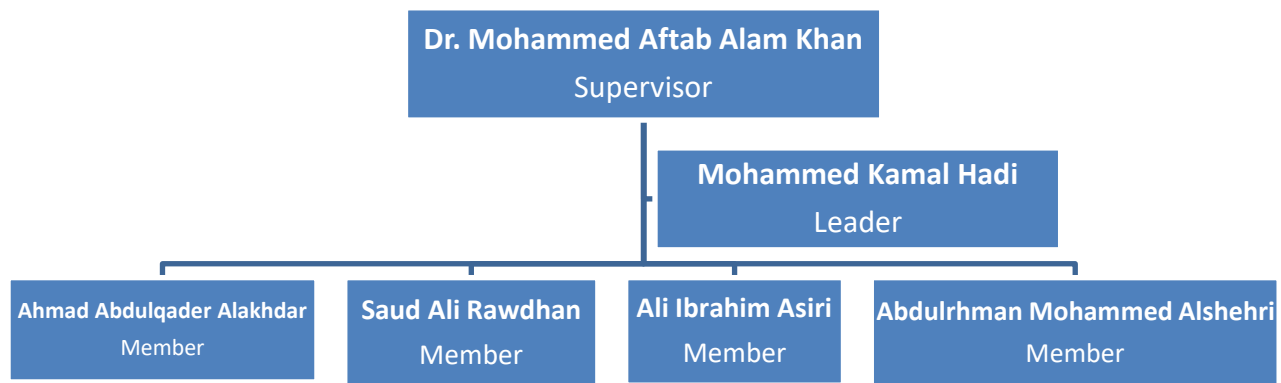 Dr. Mohammed Aftab Alam Khan
Supervisor
Mohammed Kamal Hadi
Leader
Ahmad Abdulqader Alakhdar
Member
Saud Ali Rawdhan
Member
Ali Ibrahim Asiri
Member
Abdulrhman Mohammed Alshehri
Member